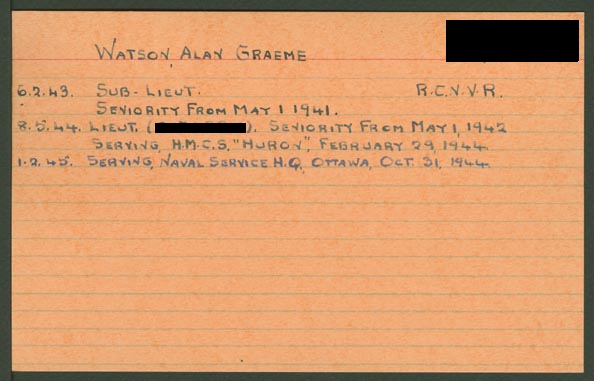 WATSON, ALAN GRAEME
6.2.43. SUB-LIEUT. R.C.N.V.R.
SENIORITY FROM MAY 1 1941.
8.5.44. LIEUT. ( ). SENIORITY FROM MAY 1, 1942
SERVING, H.M.C.S, "HURON", FEBRUARY 29, 1944.
1.2.45. SERVING, NAVAL SERVICE H.Q, OTTAWA, OCT. 31, 1944.